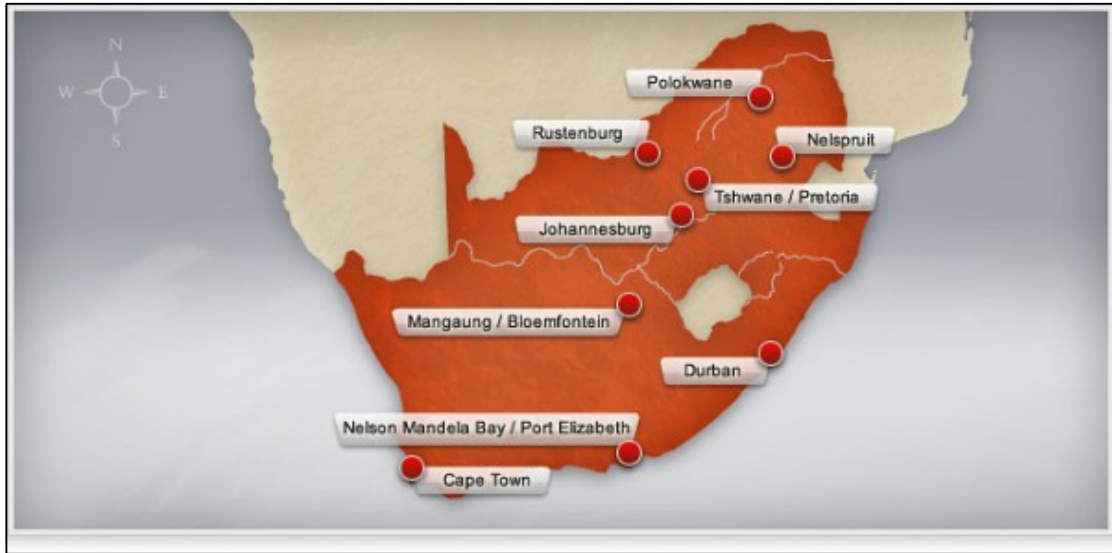 N
W E
S
Polokwane
Rustenburg
Nelspruit
Tshwane / Pretoria
Johannesburg
Mangaung / Bloemfontein
Durban
Nelson Mandela Bay / Port Elizabeth
Cape Town